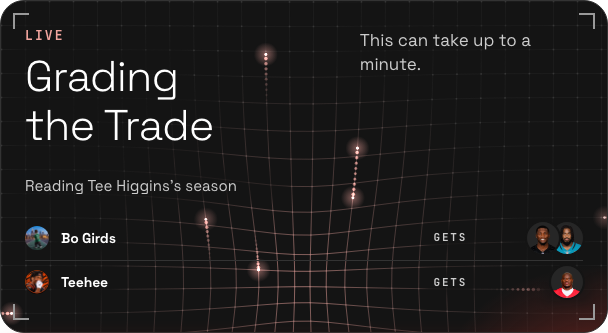 LIVE
Grading
the Trade
This can take up to a
minute.
Reading Tee Higgins's season
Bo Girds
GETS
Teehee
GETS